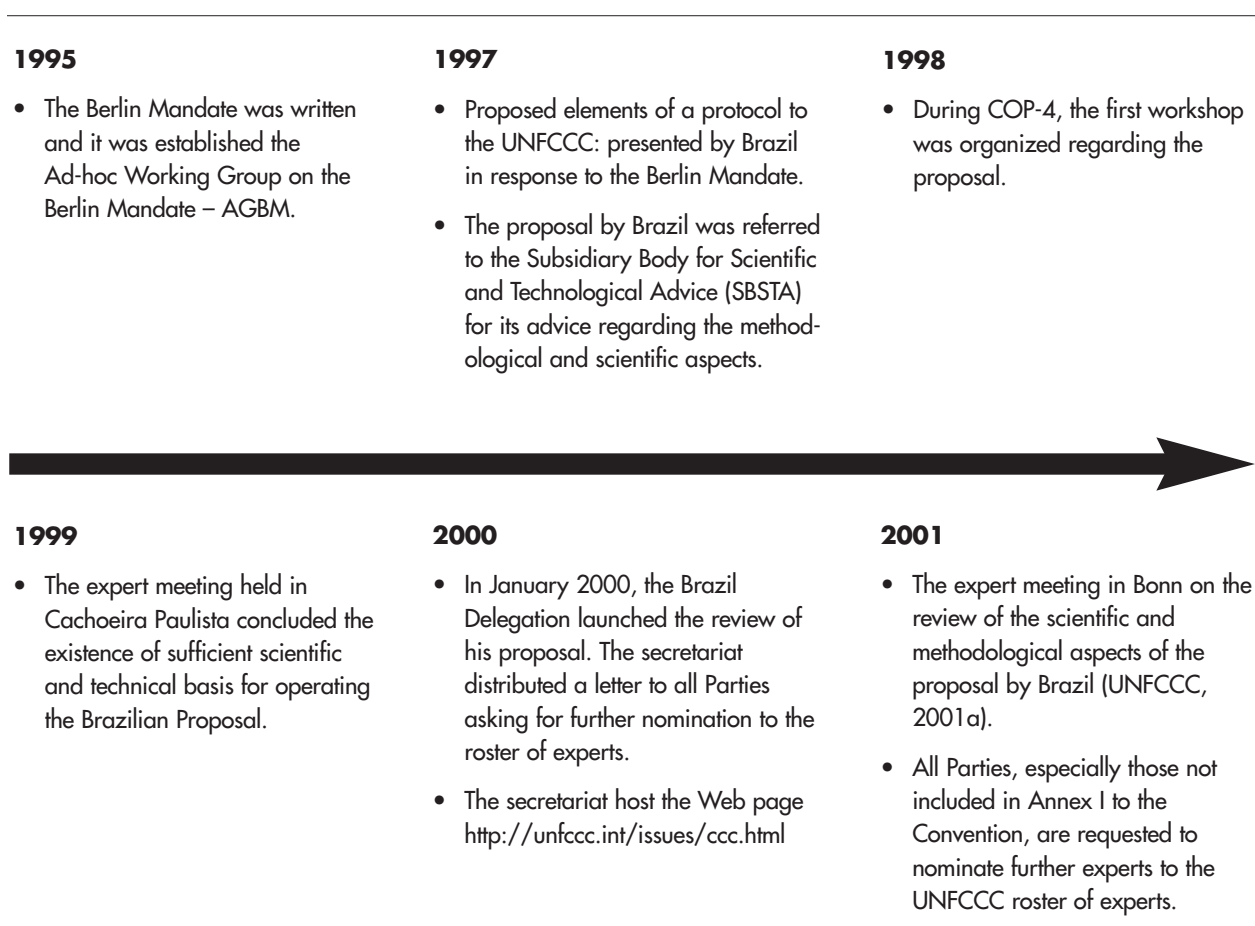 1995
• The Berlin Mandate was written
and it was established the
Ad-hoc Working Group on the
Berlin Mandate – AGBM.
1997
• Proposed elements of a protocol to
the UNFCCC: presented by Brazil
in response to the Berlin Mandate.
• The proposal by Brazil was referred
to the Subsidiary Body for Scientific
and Technological Advice (SBSTA)
for its advice regarding the method-
ological and scientific aspects.
1998
• During COP-4, the first workshop
was organized regarding the
proposal.
1999
• The expert meeting held in
Cachoeira Paulista concluded the
existence of sufficient scientific
and technical basis for operating
the Brazilian Proposal.
2000
• In January 2000, the Brazil
Delegation launched the review of
his proposal. The secretariat
distributed a letter to all Parties
asking for further nomination to the
roster of experts.
• The secretariat host the Web page
http://unfccc.int/issues/ccc.html
2001
• The expert meeting in Bonn on the
review of the scientific and
methodological aspects of the
proposal by Brazil (UNFCCC,
2001a).
• All Parties, especially those not
included in Annex I to the
Convention, are requested to
nominate further experts to the
UNFCCC roster of experts.